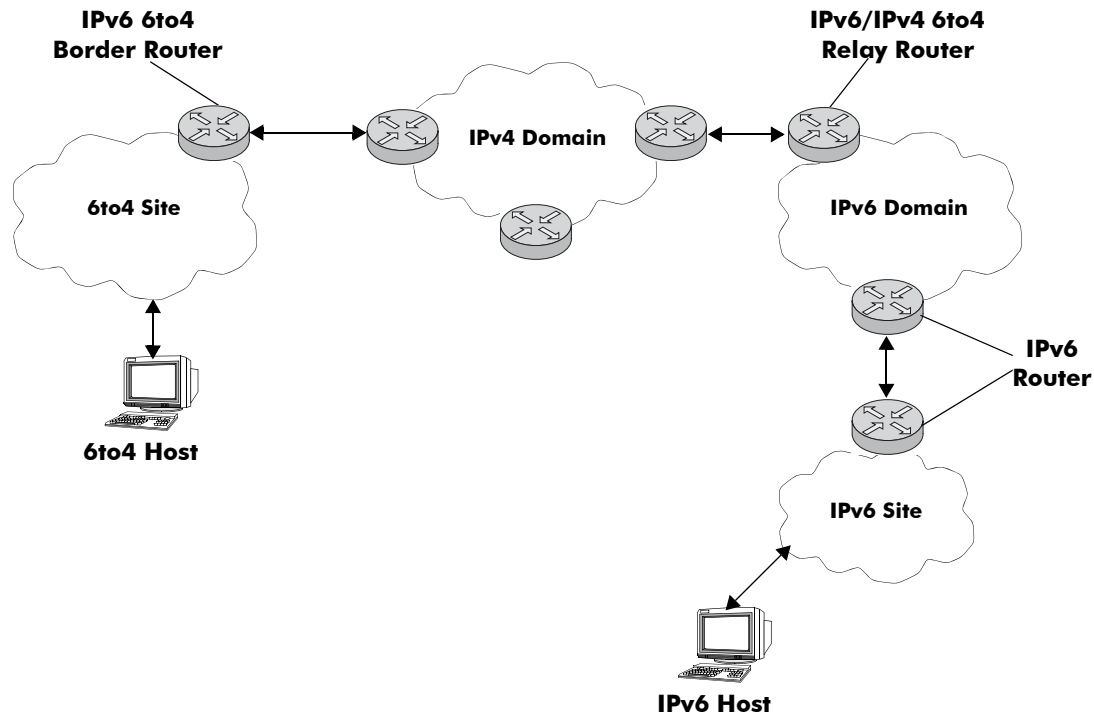 IPv6 6to4
Border Router
IPv6/IPv4 6to4
Relay Router
IPv4 Domain
6to4 Site
IPv6 Domain
IPv6
Router
6to4 Host
IPv6 Site
IPv6 Host